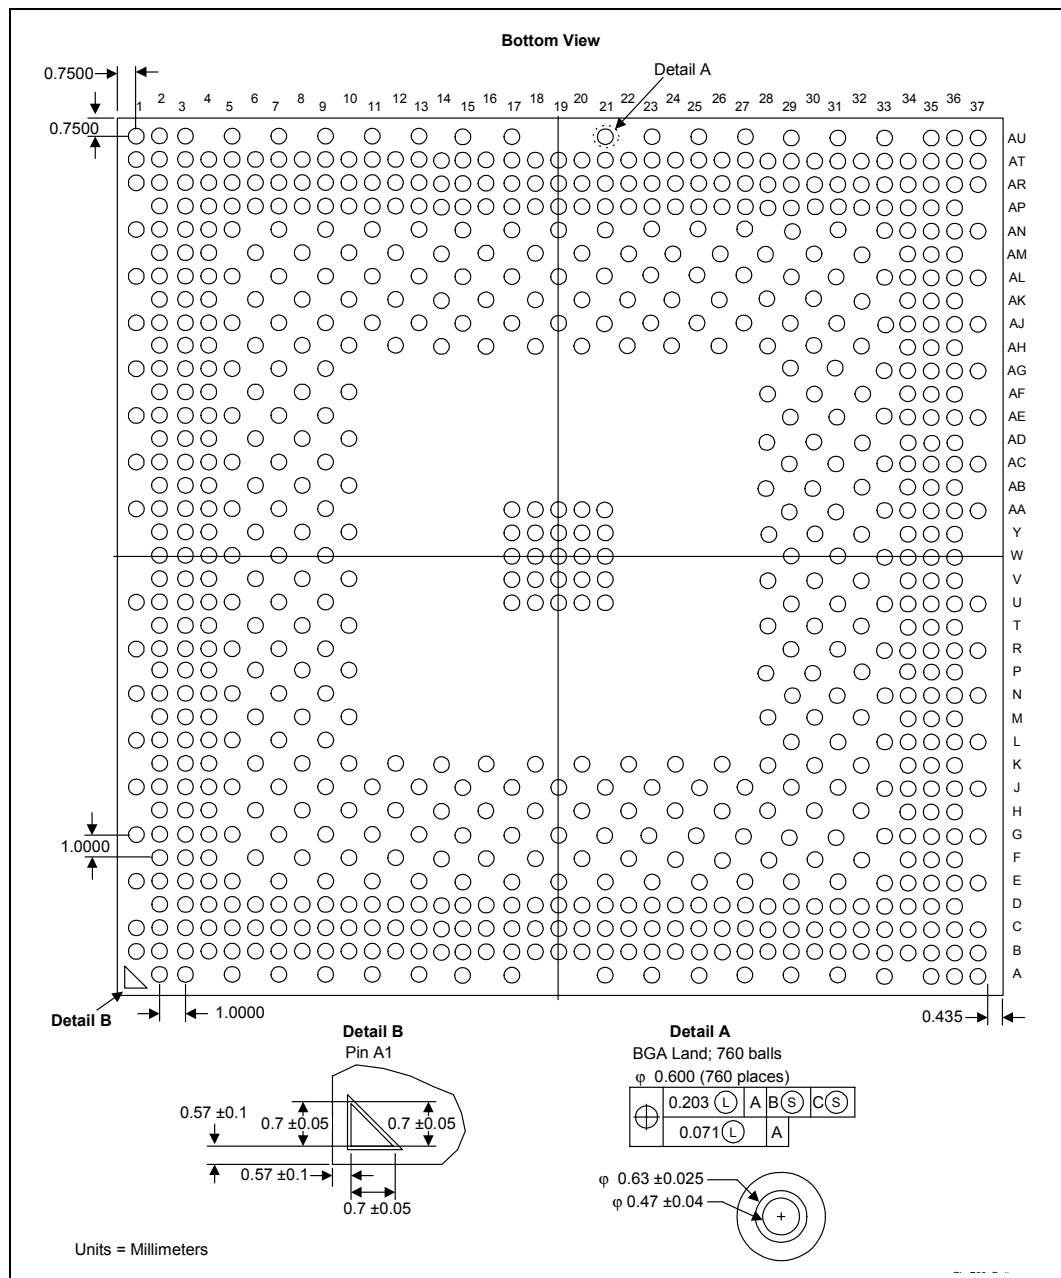 Bottom View
Detail A
0.7500
0.7500
1 2 3 4 5 6 7 8 9 10 11 12 13 14 15 16 17 18 19 20 21 22 23 24 25 26 27 28 29 30 31 32 33 34 35 36 37
AU
AT
AR
AP
AN
AM
AL
AK
AJ
AH
AG
AF
AE
AD
AC
AB
AA
Y
W
V
U
T
R
P
N
M
L
K
J
H
G
F
E
D
C
B
A
1.0000
Detail B
1.0000
0.435
Detail B
Pin A1
0.57 ±0.1
0.7 ±0.05
0.7 ±0.05
0.57 ±0.1
0.7 ±0.05
Detail A
BGA Land; 760 balls
φ 0.600 (760 places)
0.203 Ⓛ A BⓈ CⓈ
0.071 Ⓛ A
φ 0.63 ±0.025
φ 0.47 ±0.04
Units = Millimeters